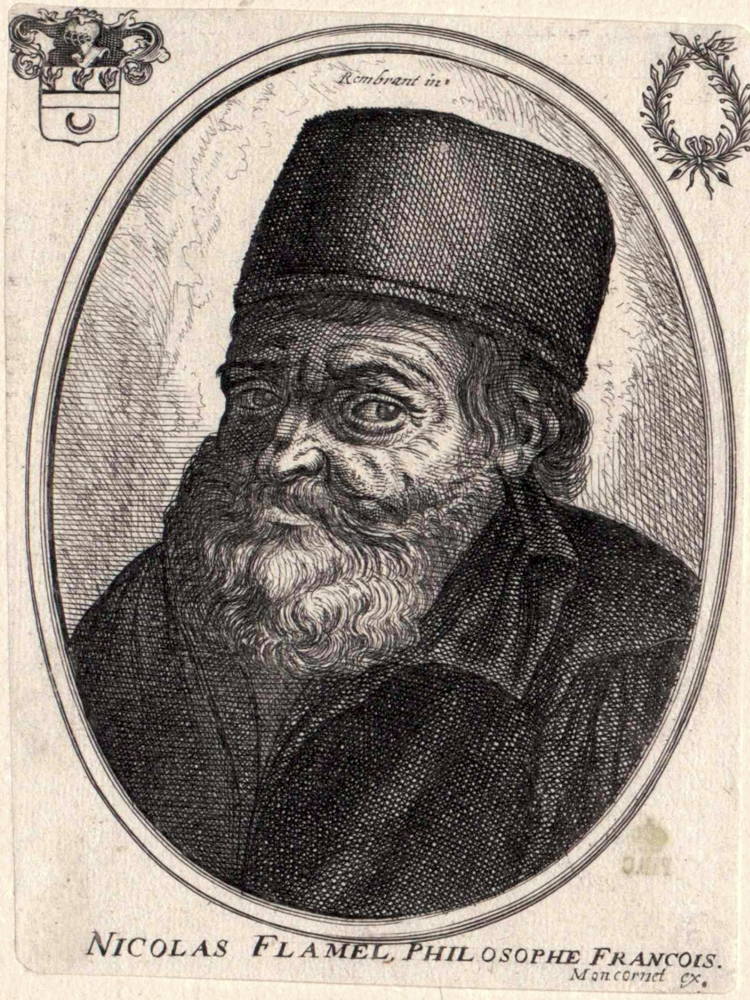 Rembrant in.
NICOLAS FLAMEL, PHILOSOPHE FRANCOIS.
Moncornet ex.